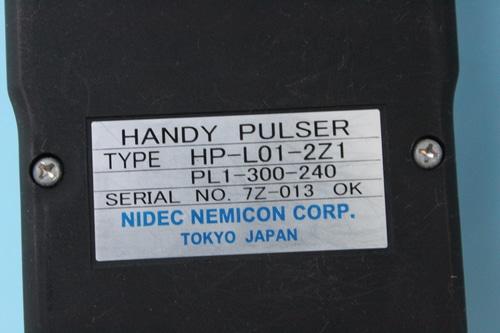 HANDY PULSER
TYPE HP-L01-2Z1
PL1-300-240
SERIAL NO. 7Z-013 OK
NIDEC NEMICON CORP.
TOKYO JAPAN